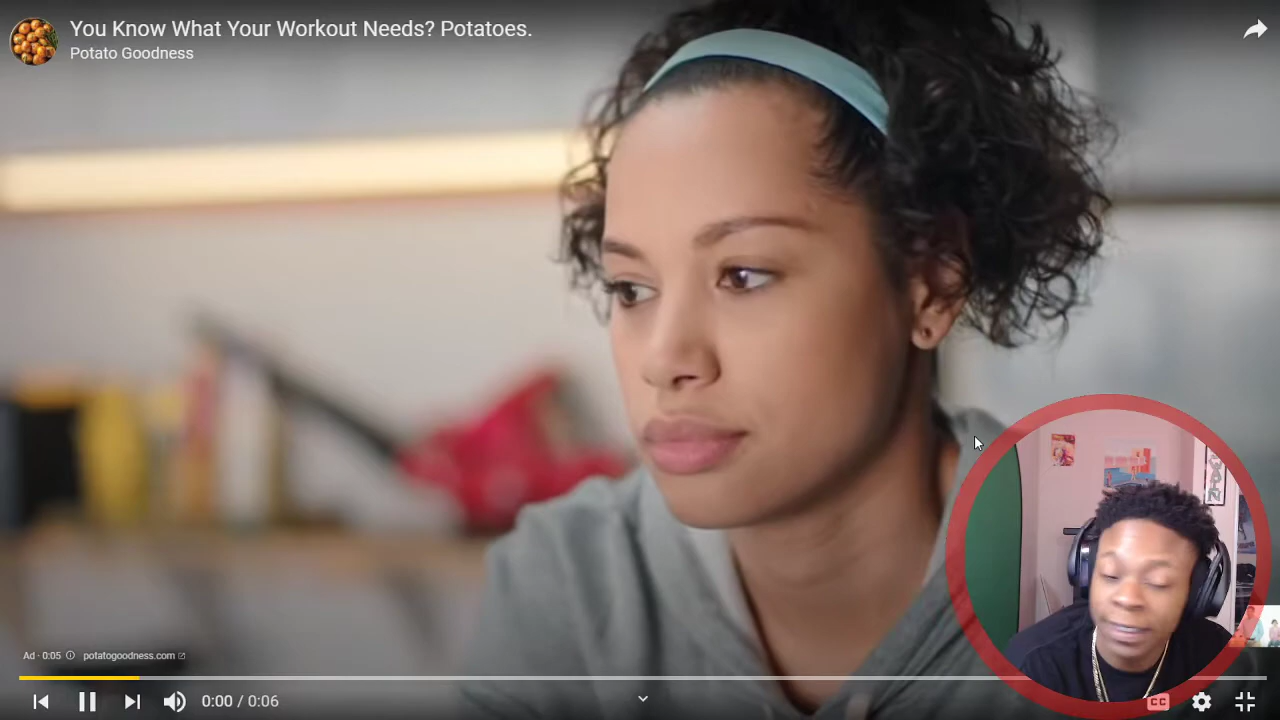 You Know What Your Workout Needs? Potatoes.
Potato Goodness
Ad · 0:05 potatogoodness.com
0:00 / 0:06
CC